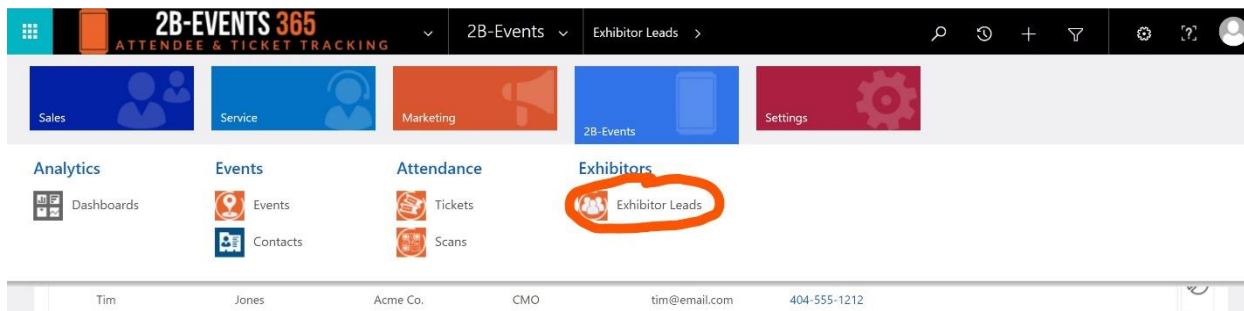 2B-EVENTS 365
ATTENDEE & TICKET TRACKING
2B-Events
Exhibitor Leads
Sales
Service
Marketing
2B-Events
Settings
Analytics
Events
Attendance
Exhibitors
Dashboards
Events
Tickets
Exhibitor Leads
Contacts
Scans
Tim Jones Acme Co. CMO tim@email.com 404-555-1212